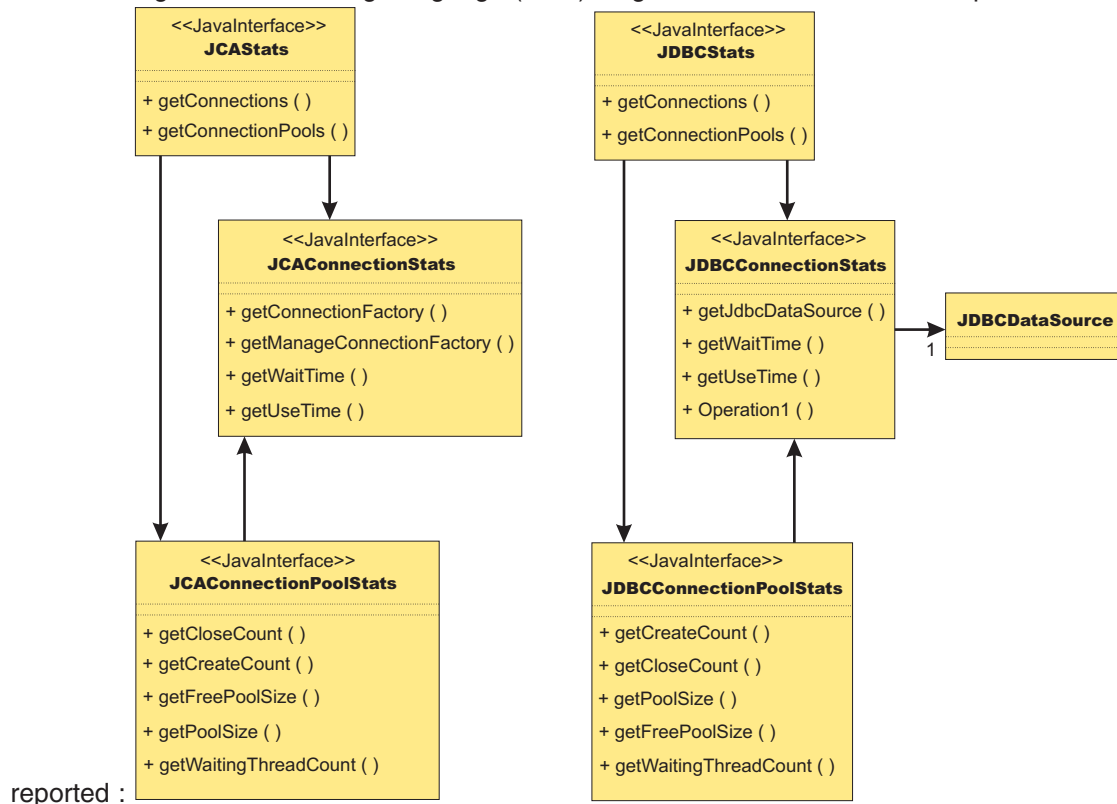 <<JavaInterface>>
JCAStats
+ getConnections ( )
+ getConnectionPools ( )
<<JavaInterface>>
JDBCStats
+ getConnections ( )
+ getConnectionPools ( )
<<JavaInterface>>
JCAConnectionStats
+ getConnectionFactory ( )
+ getManageConnectionFactory ( )
+ getWaitTime ( )
+ getUseTime ( )
<<JavaInterface>>
JDBCConnectionStats
+ getJdbcDataSource ( )
+ getWaitTime ( )
+ getUseTime ( )
+ Operation1 ( )
1
JDBCDataSource
<<JavaInterface>>
JCAConnectionPoolStats
+ getCloseCount ( )
+ getCreateCount ( )
+ getFreePoolSize ( )
+ getPoolSize ( )
+ getWaitingThreadCount ( )
<<JavaInterface>>
JDBCConnectionPoolStats
+ getCreateCount ( )
+ getCloseCount ( )
+ getPoolSize ( )
+ getFreePoolSize ( )
+ getWaitingThreadCount ( )
reported :